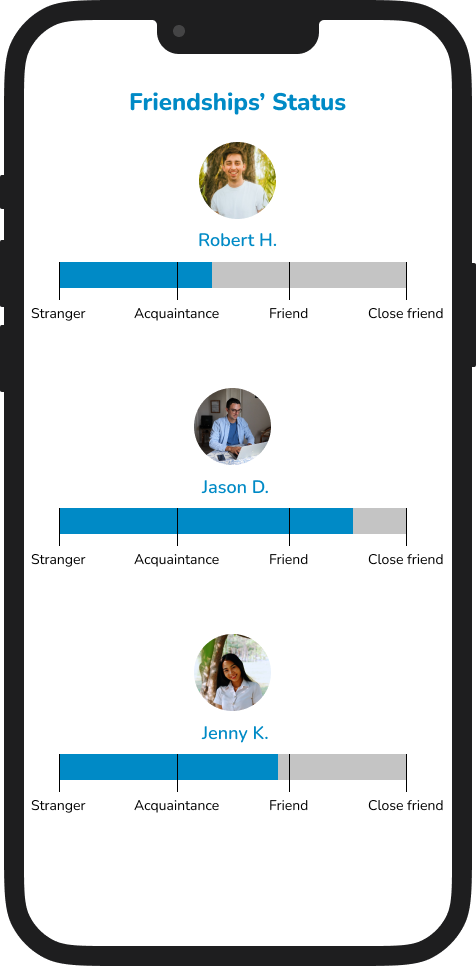 Friendships’ Status
Robert H.
Stranger Acquaintance Friend Close friend
Jason D.
Stranger Acquaintance Friend Close friend
Jenny K.
Stranger Acquaintance Friend Close friend